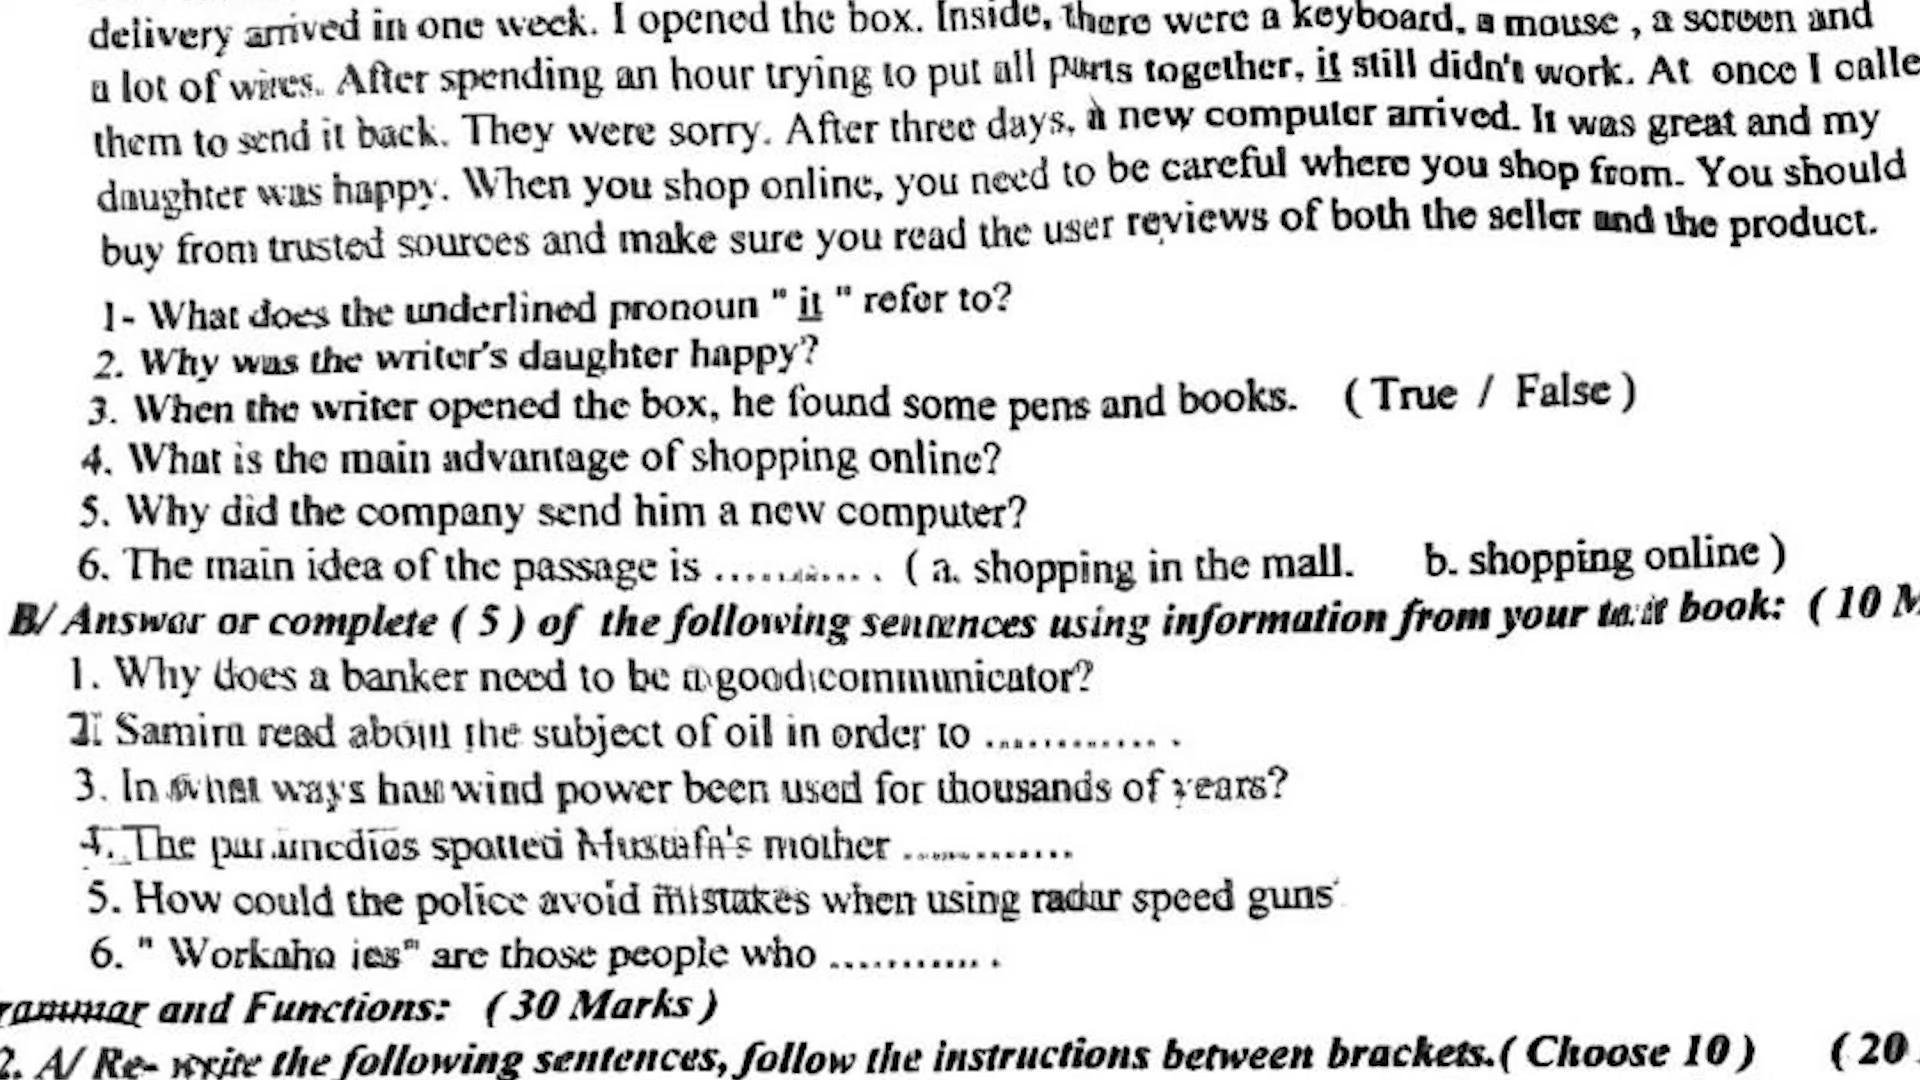 delivery arrived in one week. I opened the box. Inside, there were a keyboard, a mouse , a screen and
a lot of wires. After spending an hour trying to put all parts together, it still didn't work. At once I calle
them to send it back. They were sorry. After three days, a new computer arrived. It was great and my
daughter was happy. When you shop online, you need to be careful where you shop from. You should
buy from trusted sources and make sure you read the user reviews of both the seller and the product.
1- What does the underlined pronoun " it " refer to?
2. Why was the writer's daughter happy?
3. When the writer opened the box, he found some pens and books. ( True / False )
4. What is the main advantage of shopping online?
5. Why did the company send him a new computer?
6. The main idea of the passage is ............ . ( a. shopping in the mall. b. shopping online )
B/ Answer or complete ( 5 ) of the following sentences using information from your book: ( 10 M
1. Why does a banker need to be a good communicator?
2. Samira read about the subject of oil in order to ............. .
3. In what ways has wind power been used for thousands of years?
4. The spotted Mustafa's mother .............
5. How could the police avoid mistakes when using radar speed guns
6. " are those people who ........... .
rammar and Functions: ( 30 Marks )
2. A/ Re- write the following sentences, follow the instructions between brackets.( Choose 10 ) ( 20